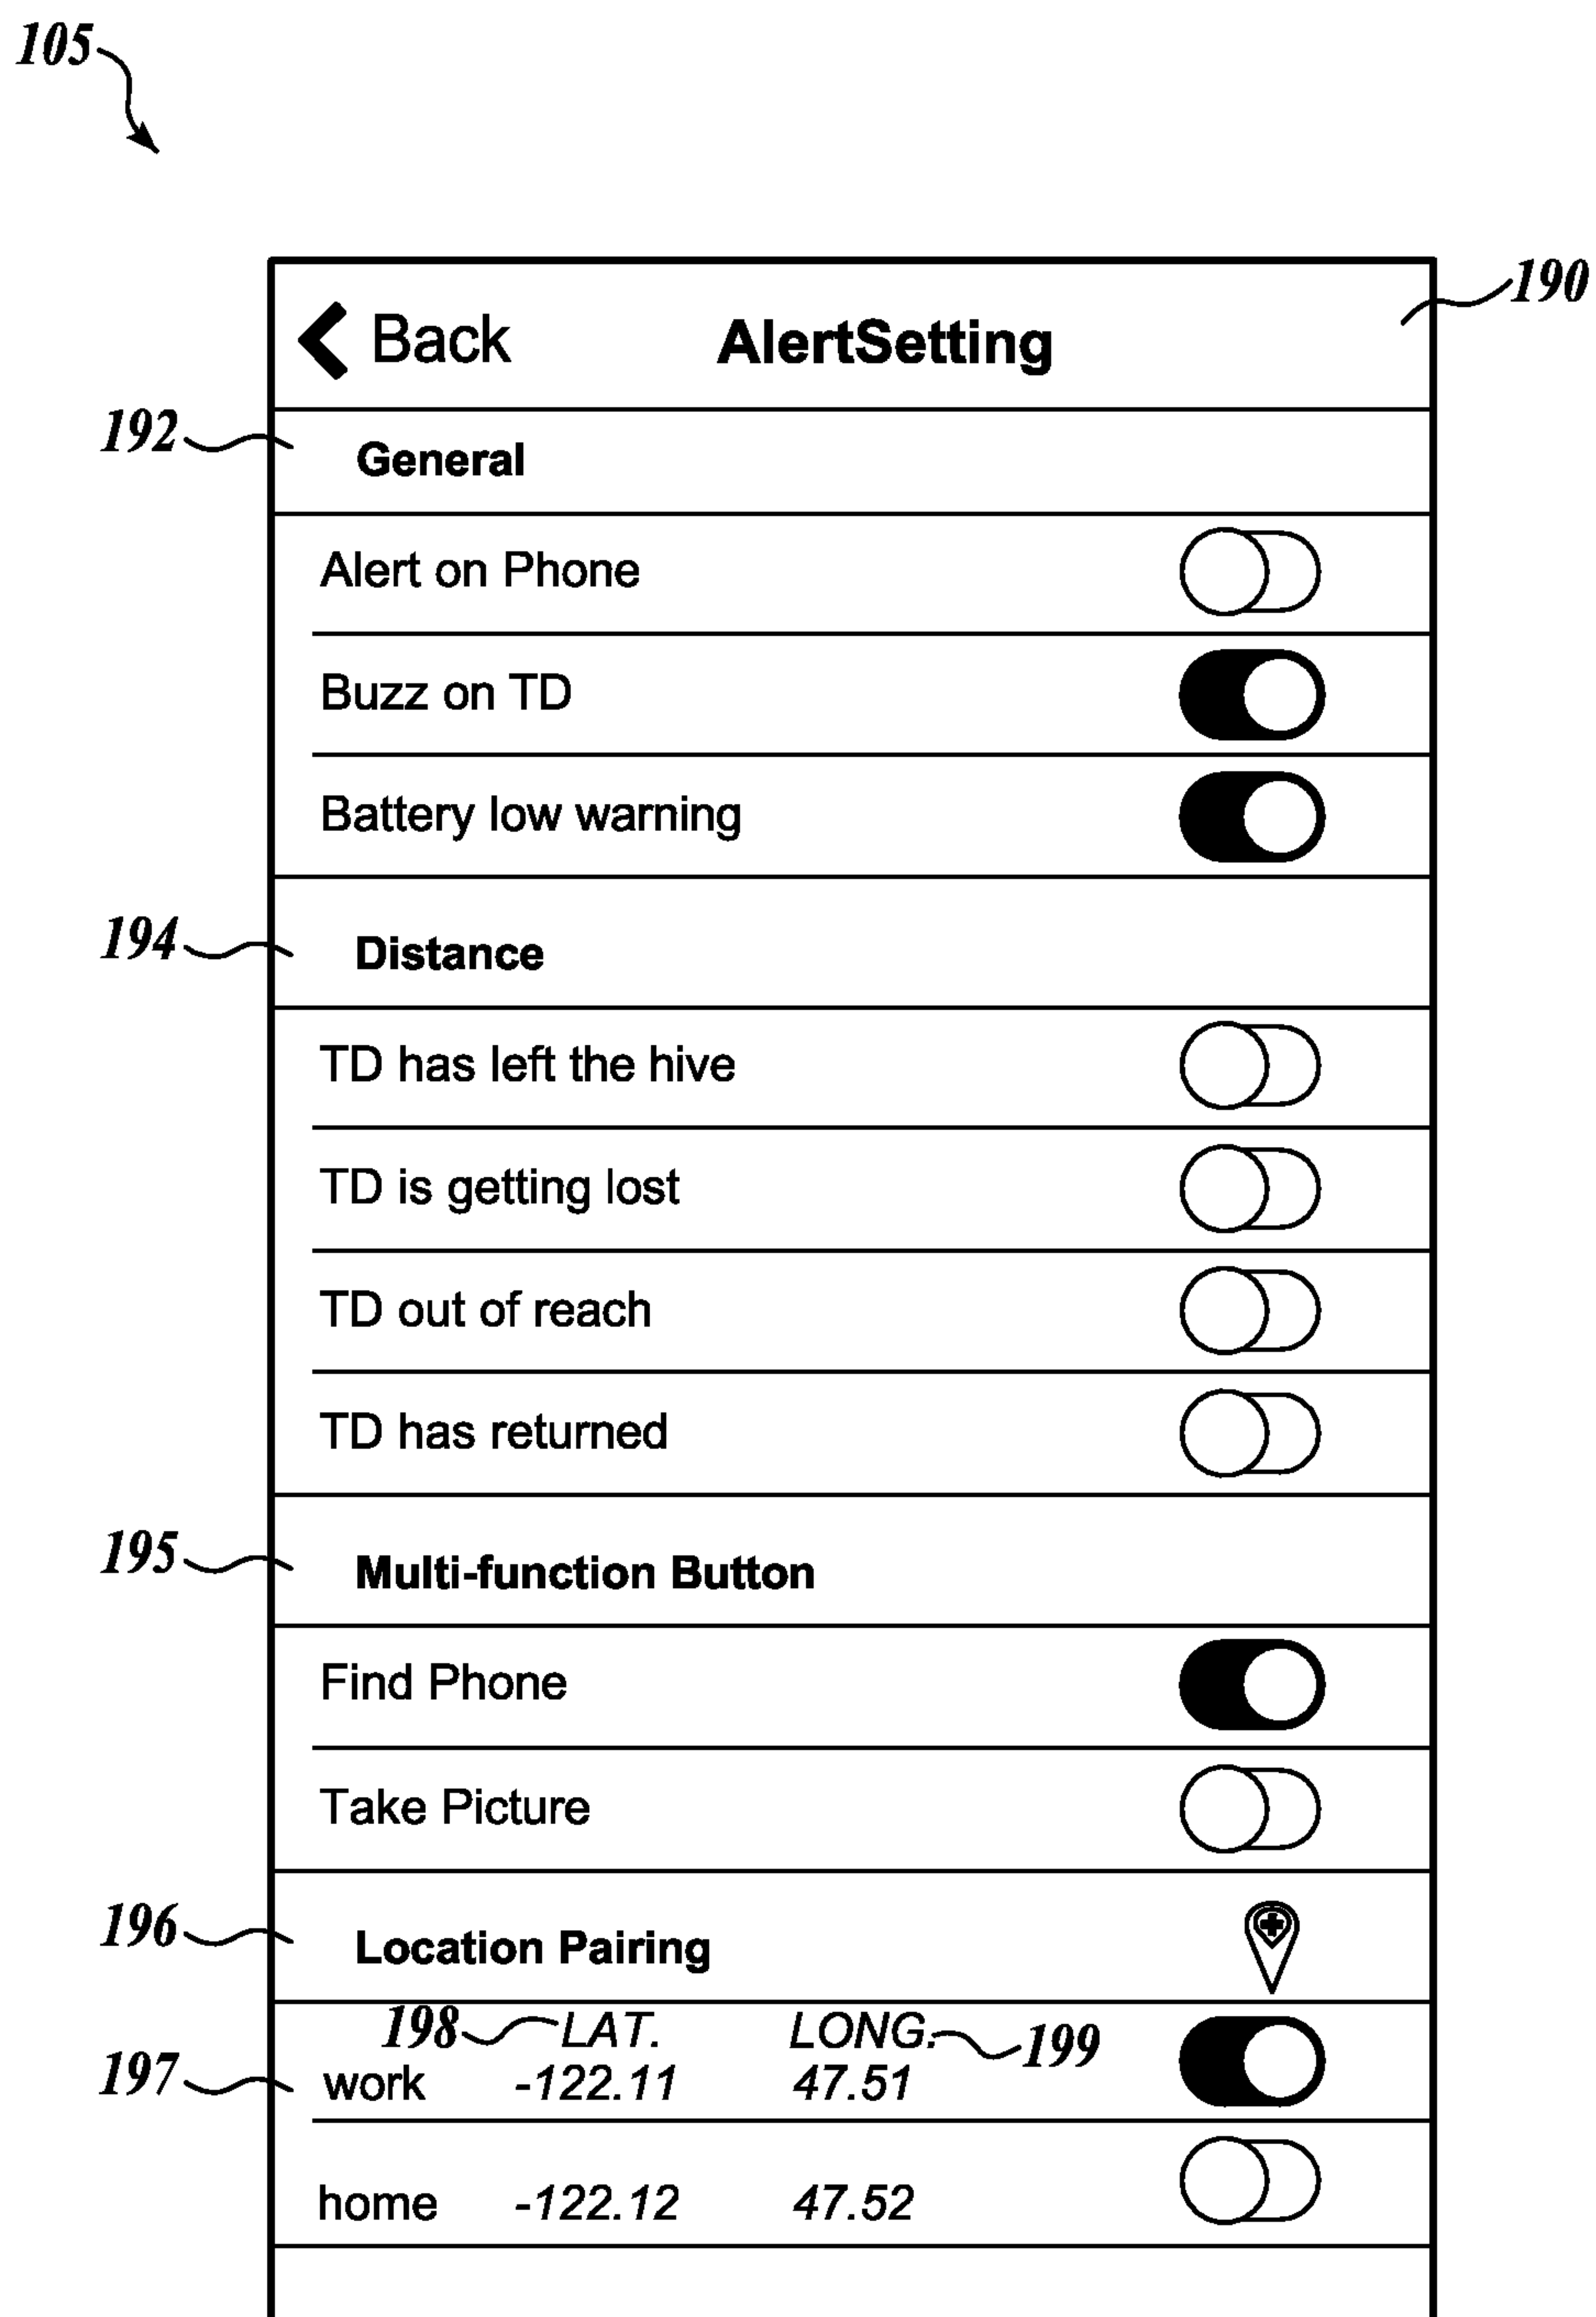 105
190
Back AlertSetting
192 General
Alert on Phone
Buzz on TD
Battery low warning
194 Distance
TD has left the hive
TD is getting lost
TD out of reach
TD has returned
195 Multi-function Button
Find Phone
Take Picture
196 Location Pairing
198 LAT. LONG. 199
197 work -122.11 47.51
home -122.12 47.52